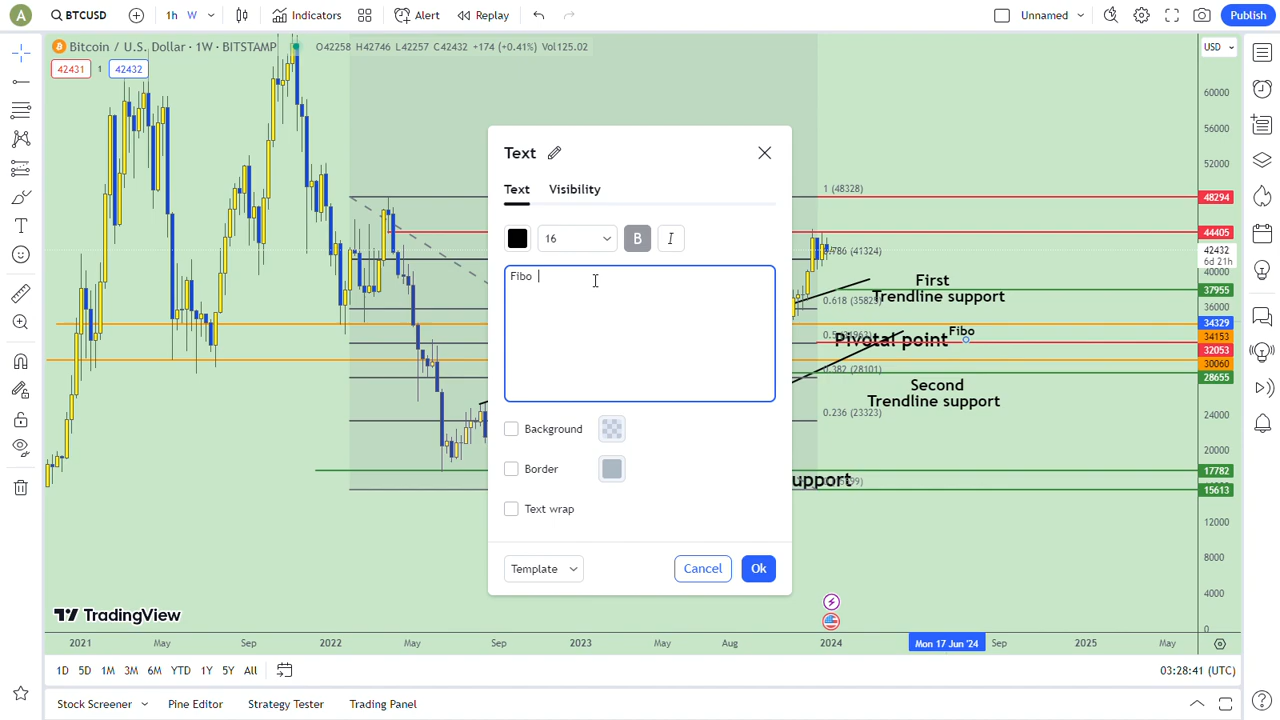 A
BTCUSD
1h
W
Indicators
Alert
Replay
Unnamed
Publish
Bitcoin / U.S. Dollar · 1W · BITSTAMP
O42258 H42746 L42257 C42432 +174 (+0.41%) Vol125.02
USD
42431
1
42432
60000
56000
52000
1 (48328)
48294
44405
0.786 (41324)
42432
6d 21h
40000
First
Trendline support
37955
0.618 (35825)
36000
34329
34153
Fibo
Pivotal point
32053
30060
0.382 (28101)
28655
Second
Trendline support
0.236 (23323)
24000
20000
17782
upport
15613
12000
8000
4000
0
Text
Text
Visibility
16
B
I
Fibo
Background
Border
Text wrap
Template
Cancel
Ok
TradingView
2021
May
Sep
2022
May
Sep
2023
May
Aug
2024
Mon 17 Jun '24
Sep
2025
May
1D
5D
1M
3M
6M
YTD
1Y
5Y
All
03:28:41 (UTC)
Stock Screener
Pine Editor
Strategy Tester
Trading Panel